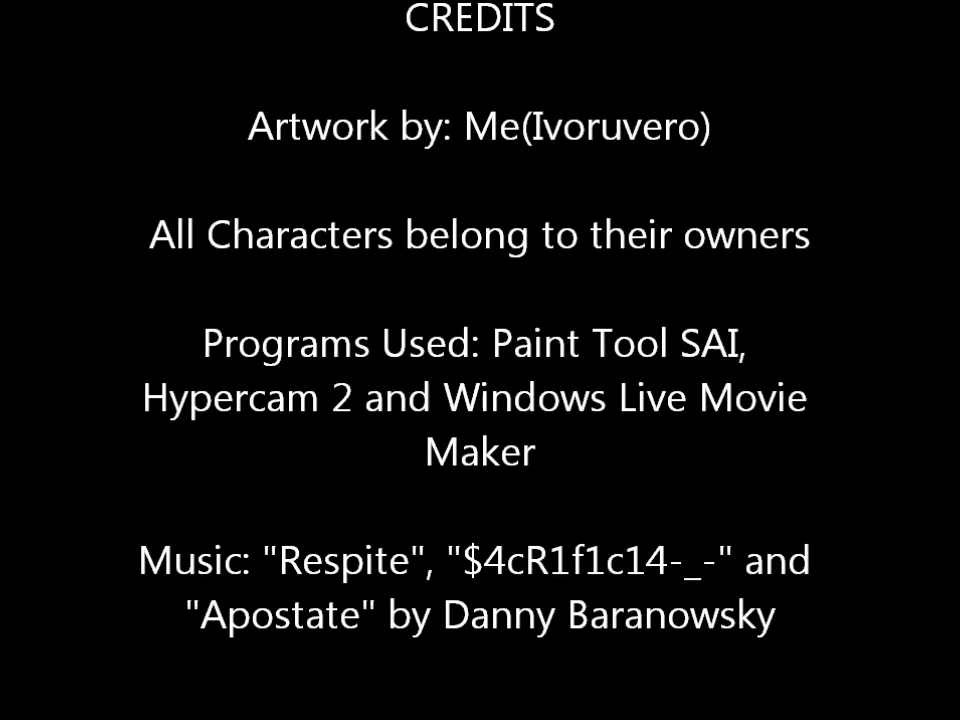 CREDITS
Artwork by: Me(Ivoruvero)
All Characters belong to their owners
Programs Used: Paint Tool SAI,
Hypercam 2 and Windows Live Movie
Maker
Music: "Respite", "$4cR1f1c14-_-" and
"Apostate" by Danny Baranowsky